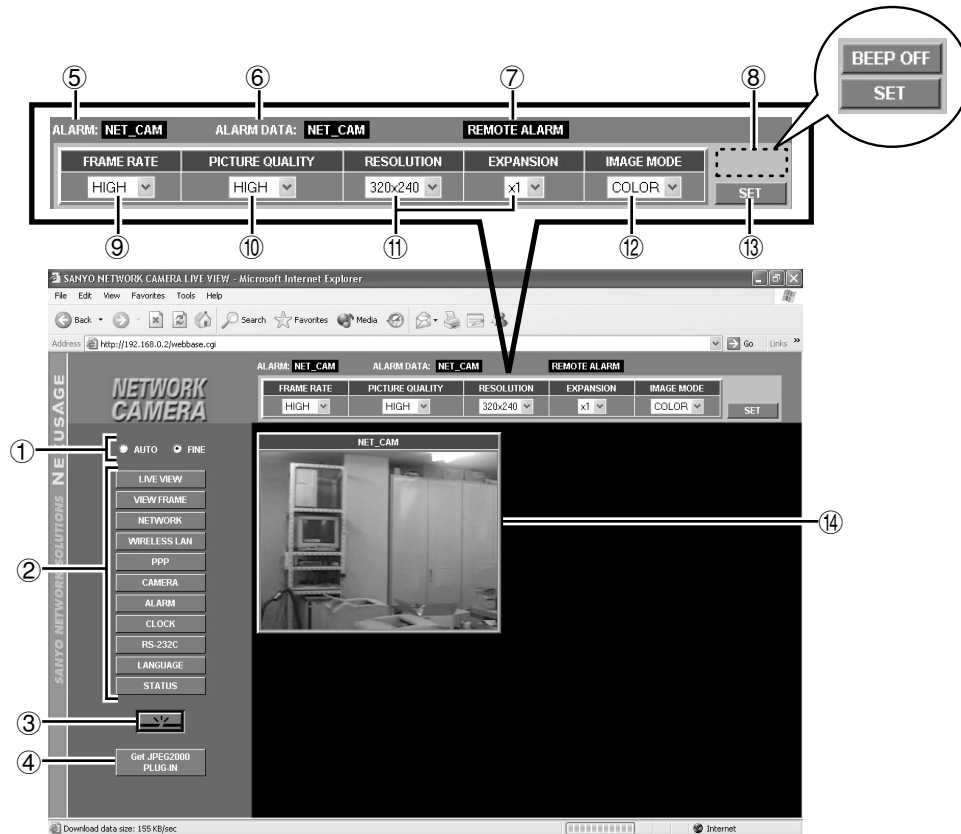 BEEP OFF
SET
⑤ ⑥ ⑦ ⑧
ALARM: NET_CAM ALARM DATA: NET_CAM REMOTE ALARM
FRAME RATE PICTURE QUALITY RESOLUTION EXPANSION IMAGE MODE
HIGH HIGH 320x240 x1 COLOR SET
⑨ ⑩ ⑪ ⑫ ⑬
SANYO NETWORK CAMERA LIVE VIEW - Microsoft Internet Explorer
File Edit View Favorites Tools Help
Back Search Favorites Media
Address http://192.168.0.2/webbase.cgi Go Links »
ALARM: NET_CAM ALARM DATA: NET_CAM REMOTE ALARM
FRAME RATE PICTURE QUALITY RESOLUTION EXPANSION IMAGE MODE
HIGH HIGH 320x240 x1 COLOR SET
NETWORK
CAMERA
① AUTO FINE
NET_CAM
②
LIVE VIEW
VIEW FRAME
NETWORK
WIRELESS LAN
PPP
CAMERA
ALARM
CLOCK
RS-232C
LANGUAGE
STATUS
⑭
③
④ Get JPEG2000
PLUG-IN
USAGE
SANYO NETWORK SOLUTIONS
Download data size: 155 KB/sec Internet